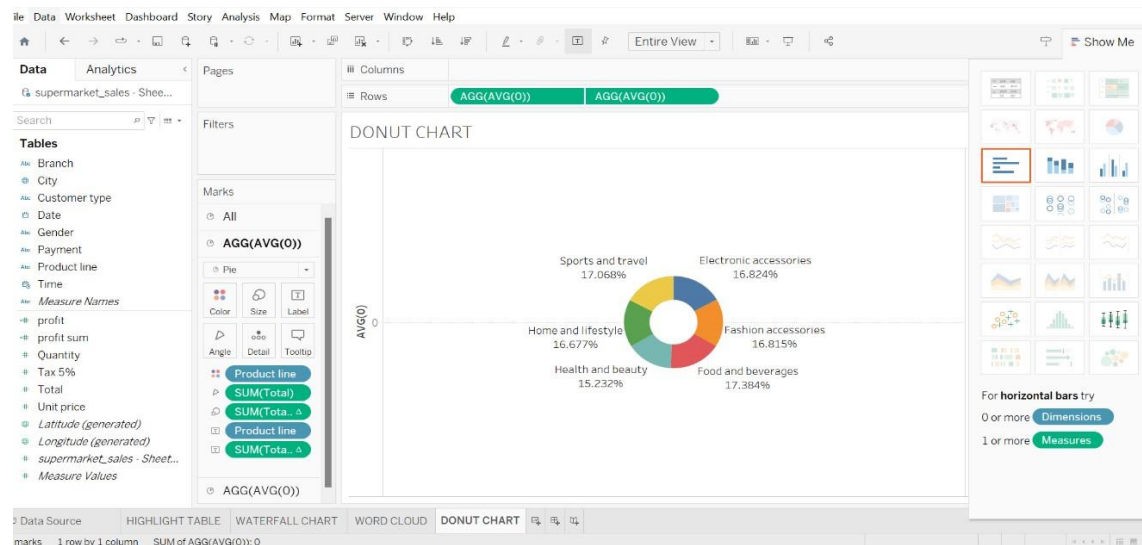 ile Data Worksheet Dashboard Story Analysis Map Format Server Window Help
Entire View
Show Me
Data Analytics
supermarket_sales - Shee...
Search
Tables
Abc Branch
City
Abc Customer type
Date
Abc Gender
Abc Payment
Abc Product line
Time
Abc Measure Names
profit
profit sum
# Quantity
# Tax 5%
# Total
# Unit price
Latitude (generated)
Longitude (generated)
# supermarket_sales - Sheet...
# Measure Values
Pages
Filters
Marks
All
AGG(AVG(0))
Pie
Color Size Label
Angle Detail Tooltip
Product line
SUM(Total)
SUM(Tota.. Δ
Product line
SUM(Tota.. Δ
AGG(AVG(0))
iii Columns
Rows AGG(AVG(0)) AGG(AVG(0))
DONUT CHART
AVG(0)
0
Sports and travel
17.068%
Electronic accessories
16.824%
Home and lifestyle
16.677%
Fashion accessories
16.815%
Health and beauty
15.232%
Food and beverages
17.384%
For horizontal bars try
0 or more Dimensions
1 or more Measures
Data Source HIGHLIGHT TABLE WATERFALL CHART WORD CLOUD DONUT CHART
marks 1 row by 1 column SUM of AGG(AVG(0)): 0